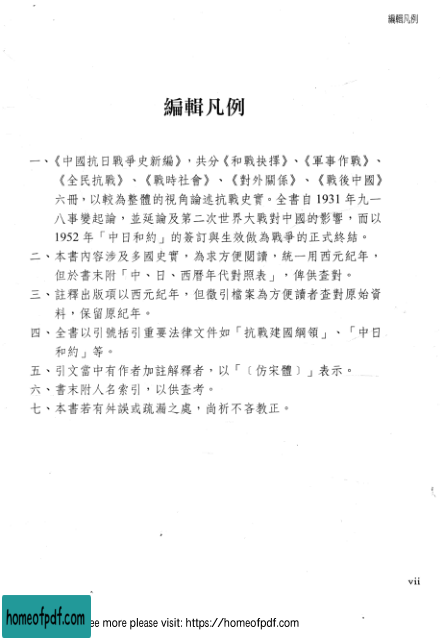 編輯凡例
編輯凡例
一、《中國抗日戰爭史新編》，共分《和戰抉擇》、《軍事作戰》、
《全民抗戰》、《戰時社會》、《對外關係》、《戰後中國》
六冊，以較為整體的視角論述抗戰史實。全書自 1931 年九一
八事變起論，並延論及第二次世界大戰對中國的影響，而以
1952 年「中日和約」的簽訂與生效做為戰爭的正式終結。
二、本書內容涉及多國史實，為求方便閱讀，統一用西元紀年，
但於書末附「中、日、西曆年代對照表」，俾供查對。
三、註釋出版項以西元紀年，但徵引檔案為方便讀者查對原始資
料，保留原紀年。
四、全書以引號括引重要法律文件如「抗戰建國綱領」、「中日
和約」等。
五、引文當中有作者加註解釋者，以「〔仿宋體〕」表示。
六、書末附人名索引，以供查考。
七、本書若有舛誤或疏漏之處，尚祈不吝教正。
vii
homeofpdf.com
ee more please visit: https://homeofpdf.com